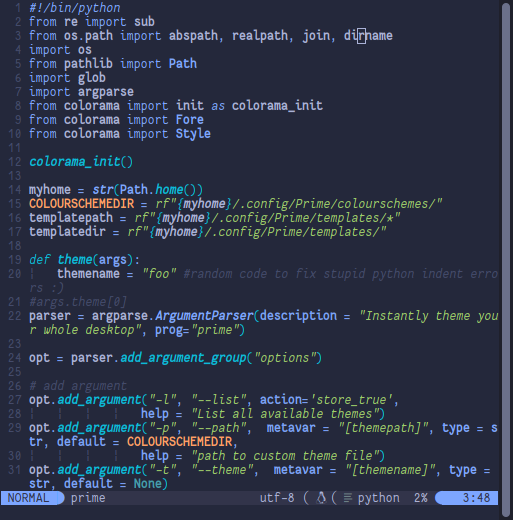 1 #!/bin/python
2 from re import sub
3 from os.path import abspath, realpath, join, dirname
4 import os
5 from pathlib import Path
6 import glob
7 import argparse
8 from colorama import init as colorama_init
9 from colorama import Fore
10 from colorama import Style
11
12 colorama_init()
13
14 myhome = str(Path.home())
15 COLOURSCHEMEDIR = rf"{myhome}/.config/Prime/colourschemes/"
16 templatepath = rf"{myhome}/.config/Prime/templates/*"
17 templatedir = rf"{myhome}/.config/Prime/templates/"
18
19 def theme(args):
20     themename = "foo" #random code to fix stupid python indent erro
rs :)
21 #args.theme[0]
22 parser = argparse.ArgumentParser(description = "Instantly theme you
r whole desktop", prog="prime")
23
24 opt = parser.add_argument_group("options")
25
26 # add argument
27 opt.add_argument("-l", "--list", action='store_true',
28                 help = "List all available themes")
29 opt.add_argument("-p", "--path",  metavar = "[themepath]", type = s
tr, default = COLOURSCHEMEDIR,
30                 help = "path to custom theme file")
31 opt.add_argument("-t", "--theme",  metavar = "[themename]", type =
str, default = None)
NORMAL prime utf-8 python 2% 3:48